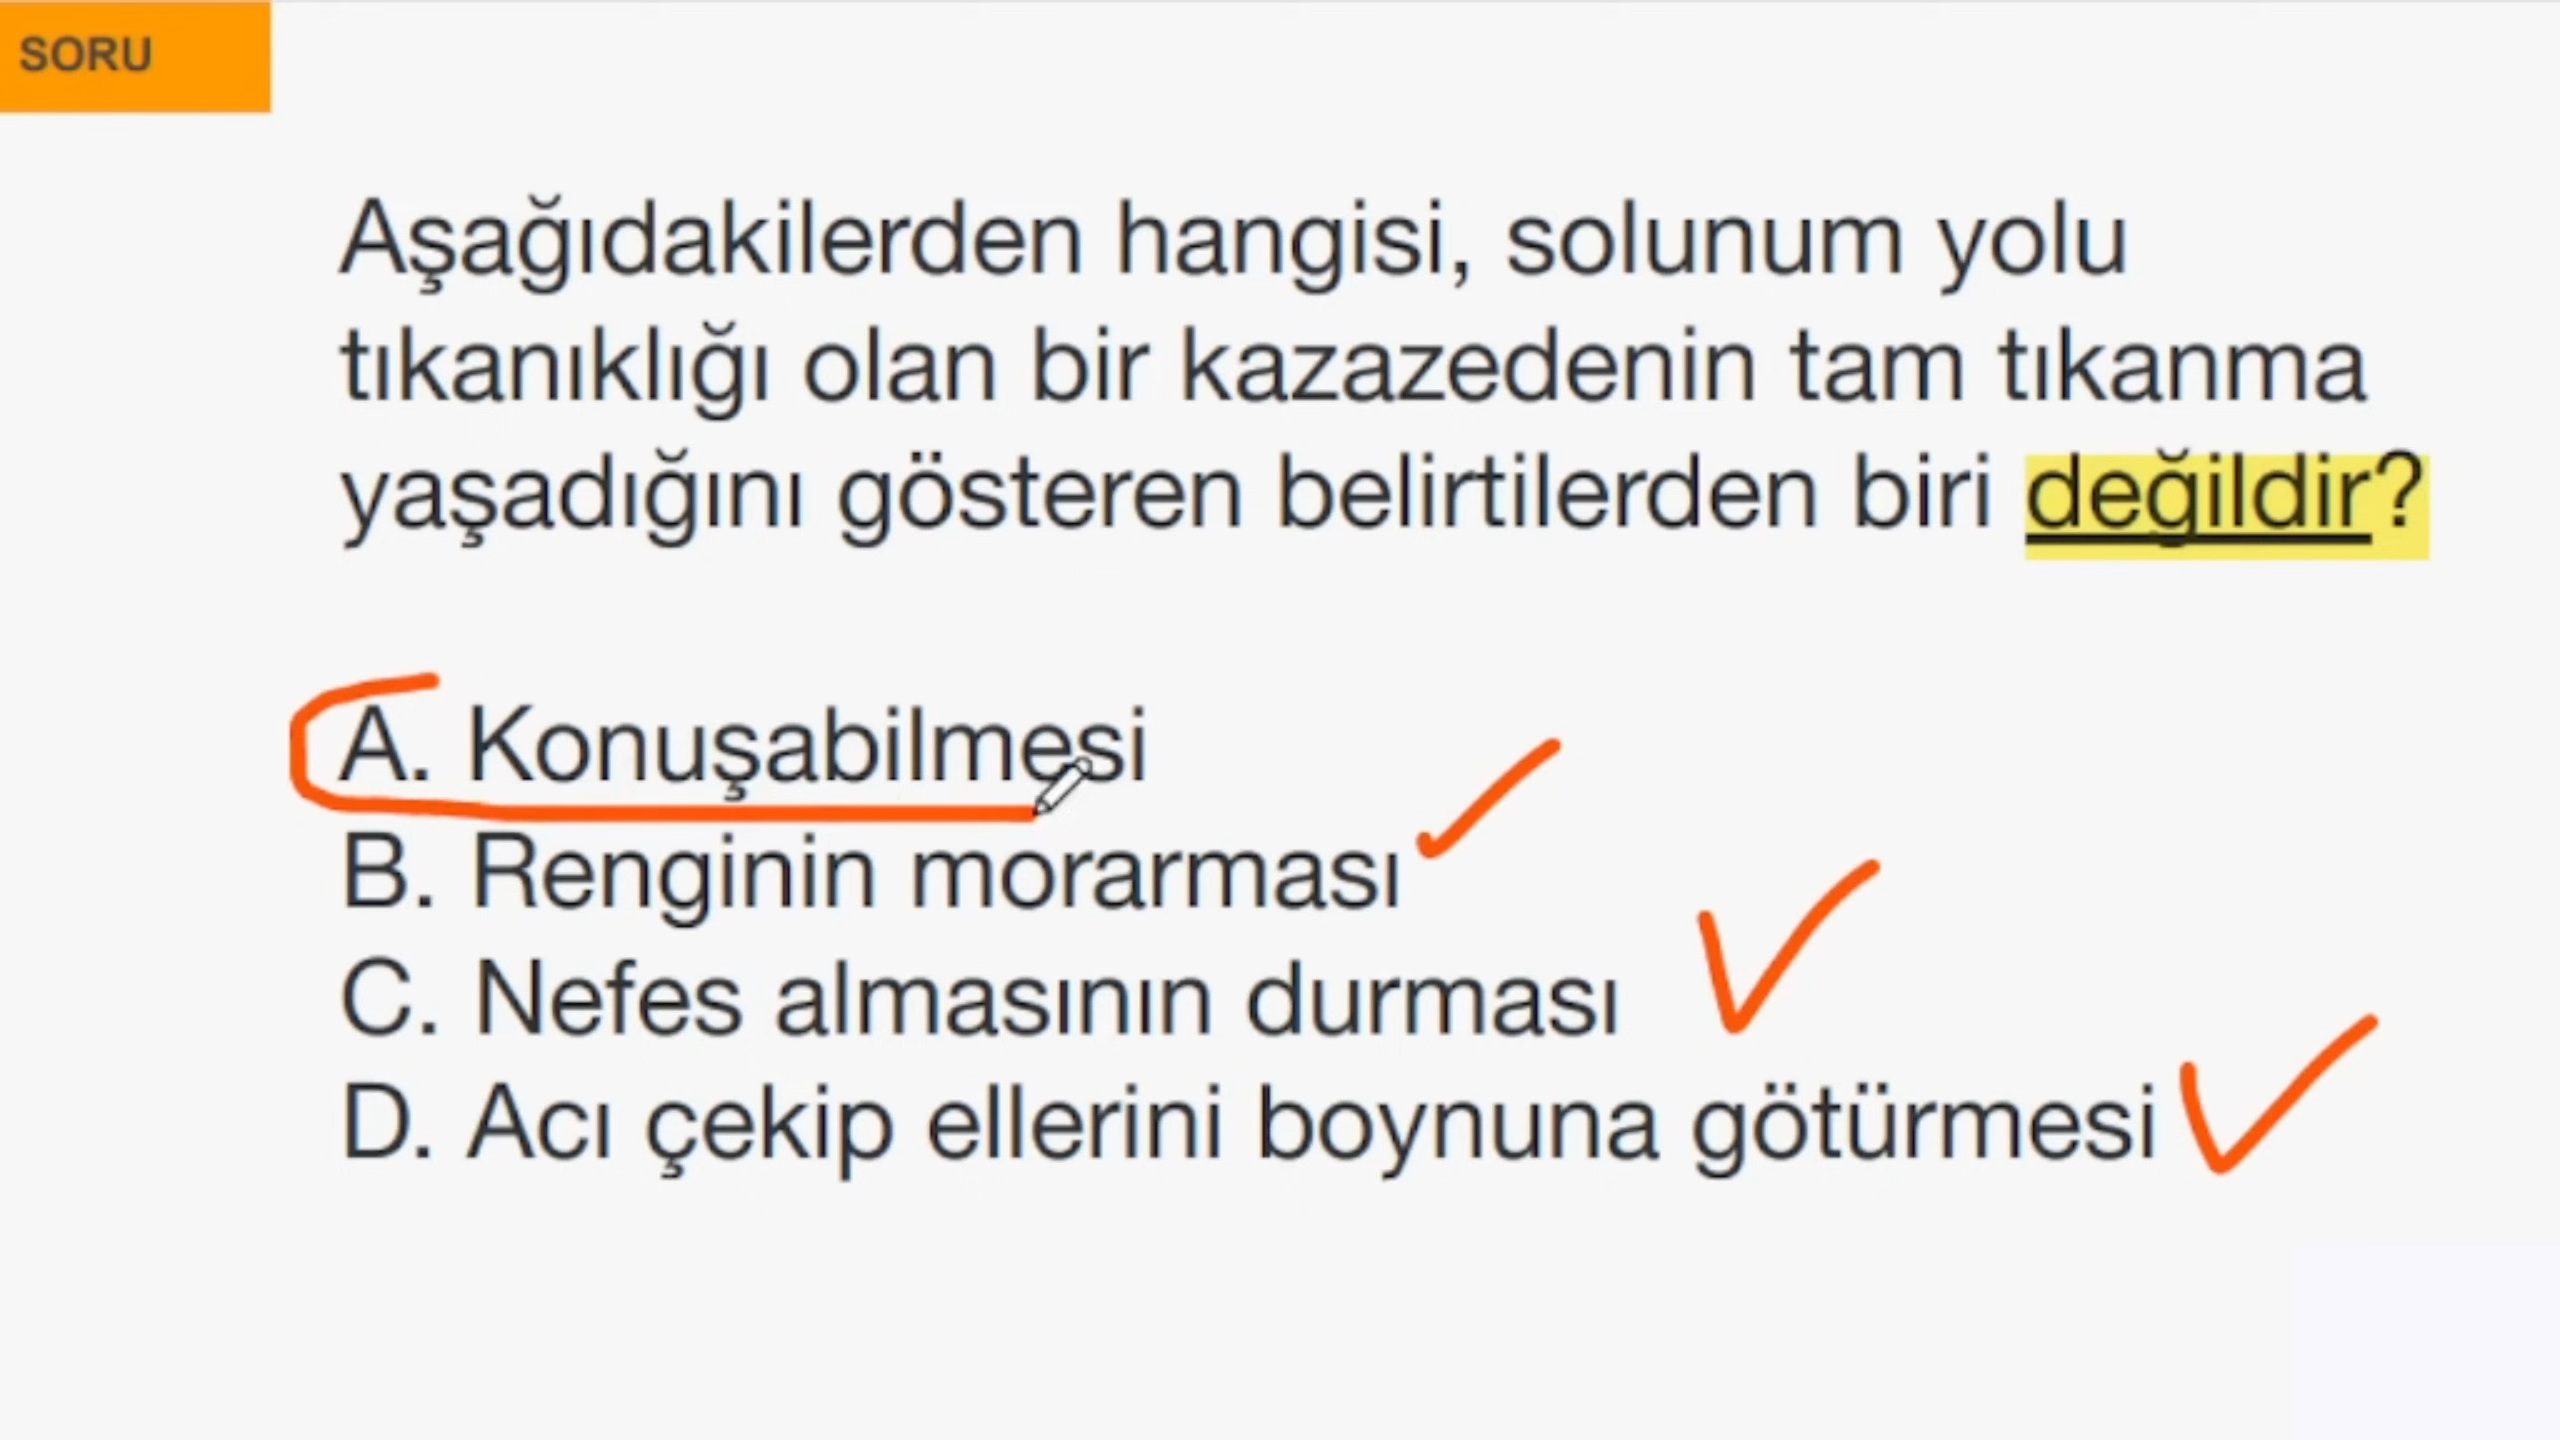 SORU
Aşağıdakilerden hangisi, solunum yolu
tıkanıklığı olan bir kazazedenin tam tıkanma
yaşadığını gösteren belirtilerden biri değildir?
A. Konuşabilmesi
B. Renginin morarması
C. Nefes almasının durması
D. Acı çekip ellerini boynuna götürmesi